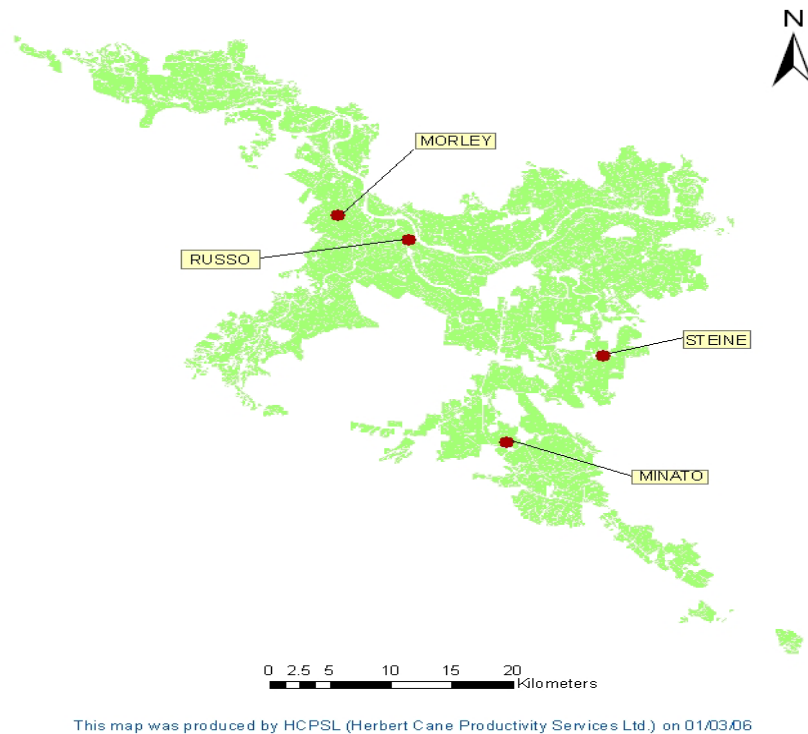 N
MORLEY
RUSSO
STEINE
MINATO
0 2.5 5 10 15 20
Kilometers
This map was produced by HCPSL (Herbert Cane Productivity Services Ltd.) on 01/03/06